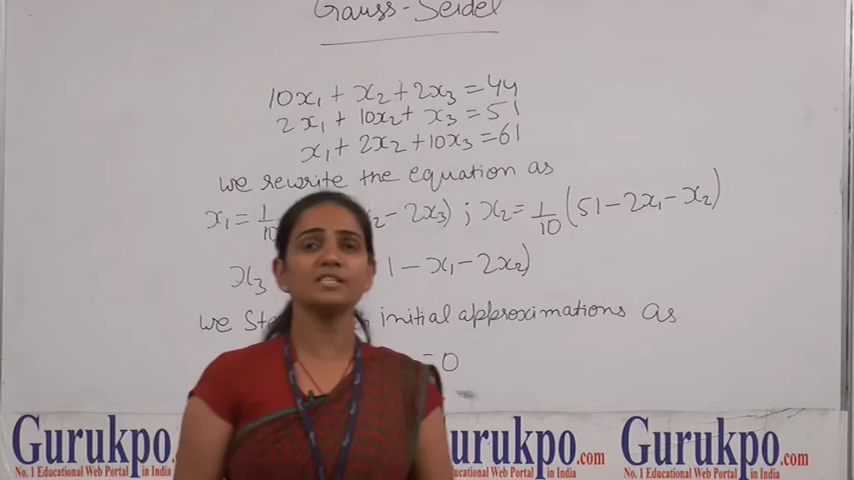 Gauss-Seidel
10x₁ + x₂ + 2x₃ = 44
2x₁ + 10x₂ + x₃ = 51
x₁ + 2x₂ + 10x₃ = 61
we rewrite the equation as
x₁ = 1/10 - 2x₃) ; x₂ = 1/10 (51 - 2x₁ - x₂)
x₃ 1 - x₁ - 2x₂)
we initial approximations as
= 0
Gurukpo urukpo.com Gurukpo.com
No. 1 Educational Web Portal in India No. 1 Educational Web Portal in India No. 1 Educational Web Portal in India